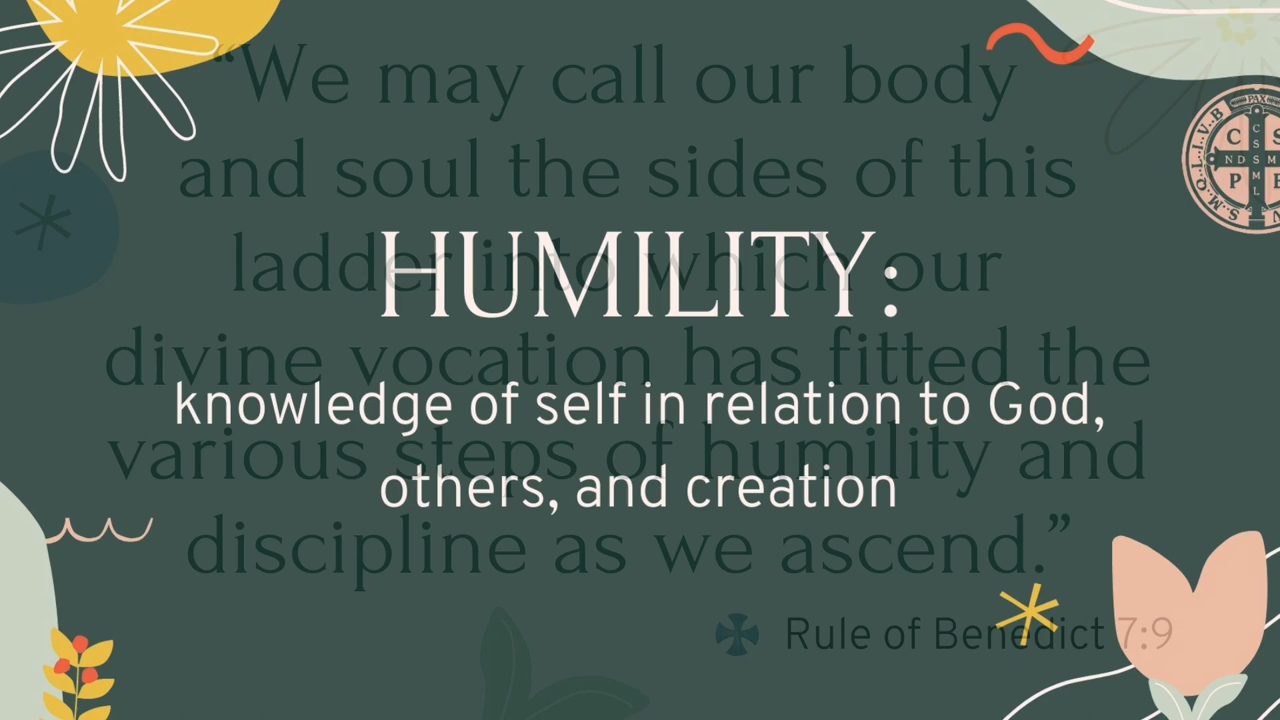 “We may call our body
and soul the sides of this
ladder into which our
divine vocation has fitted the
various steps of humility and
discipline as we ascend.”
Rule of Benedict 7:9
HUMILITY:
knowledge of self in relation to God,
others, and creation
PAX
C S
N D S M
P B
C S S M L
V . B
S . M . Q . L . I . V . B